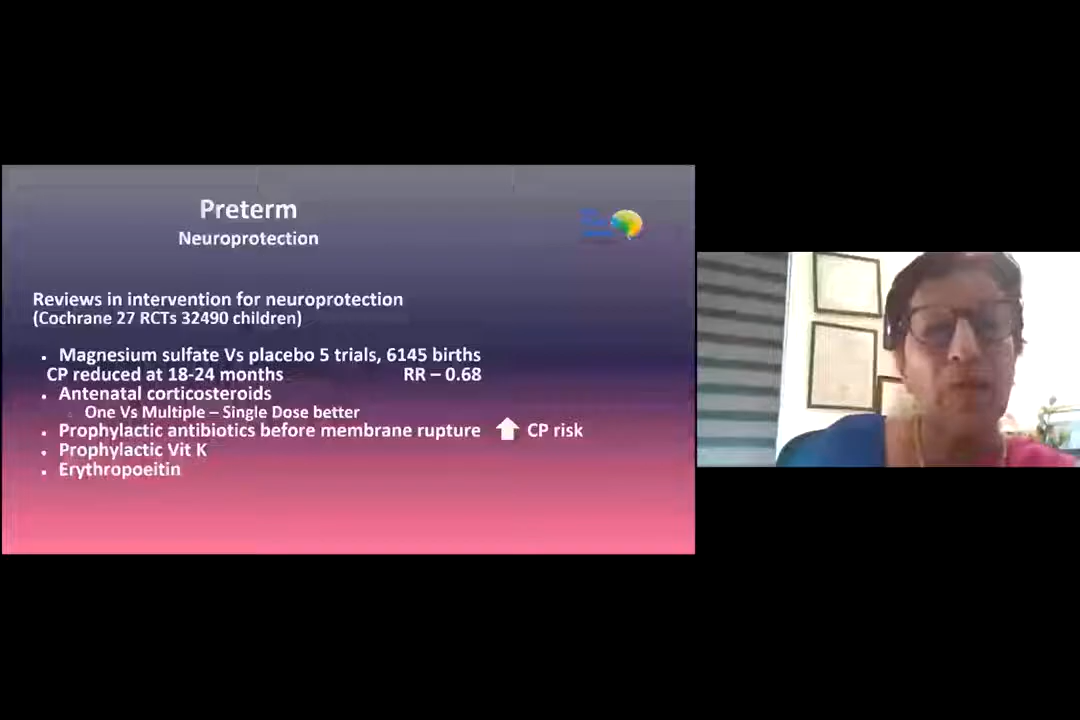 Preterm
Neuroprotection
Reviews in intervention for neuroprotection
(Cochrane 27 RCTs 32490 children)
• Magnesium sulfate Vs placebo 5 trials, 6145 births
CP reduced at 18-24 months RR – 0.68
• Antenatal corticosteroids
One Vs Multiple – Single Dose better
• Prophylactic antibiotics before membrane rupture CP risk
• Prophylactic Vit K
• Erythropoeitin